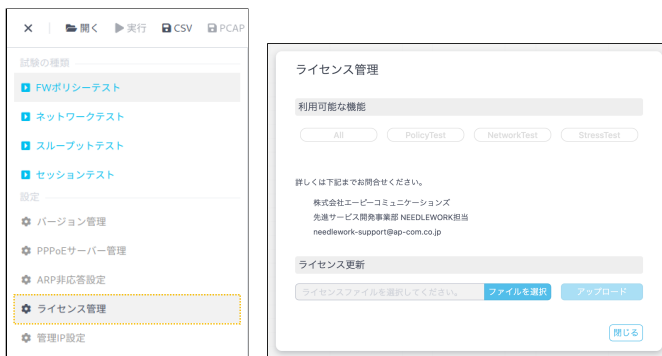 × 開く 実行 CSV PCAP
試験の種類
FWポリシーテスト
ネットワークテスト
スループットテスト
セッションテスト
設定
バージョン管理
PPPoEサーバー管理
ARP非応答設定
ライセンス管理
管理IP設定
ライセンス管理
利用可能な機能
All PolicyTest NetworkTest StressTest
詳しくは下記までお問合せください。
株式会社エーピーコミュニケーションズ
先進サービス開発事業部 NEEDLEWORK担当
needlework-support@ap-com.co.jp
ライセンス更新
ライセンスファイルを選択してください。 ファイルを選択 アップロード
閉じる